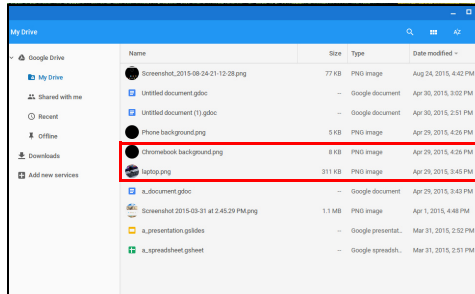 My Drive
A̶Z
Name Size Type Date modified
Google Drive
My Drive
Shared with me
Recent
Offline
Downloads
Add new services
Screenshot_2015-08-24-21-12-28.png 77 KB PNG image Aug 24, 2015, 4:42 PM
Untitled document.gdoc -- Google document Apr 30, 2015, 3:02 PM
Untitled document (1).gdoc -- Google document Apr 30, 2015, 2:51 PM
Phone background.png 5 KB PNG image Apr 29, 2015, 4:26 PM
Chromebook background.png 8 KB PNG image Apr 29, 2015, 4:26 PM
laptop.png 311 KB PNG image Apr 29, 2015, 3:45 PM
a_document.gdoc -- Google document Apr 29, 2015, 3:43 PM
Screenshot 2015-03-31 at 2.45.29 PM.png 1.1 MB PNG image Apr 1, 2015, 4:48 PM
a_presentation.gslides -- Google presentat... Mar 31, 2015, 2:52 PM
a_spreadsheet.gsheet -- Google spreadsh... Mar 31, 2015, 2:51 PM